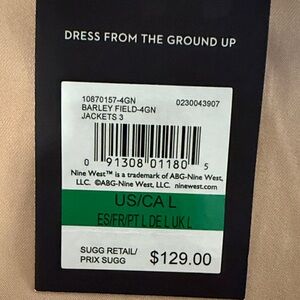 DRESS FROM THE GROUND UP
10870157-4GN 0230043907
BARLEY FIELD-4GN
JACKETS 3
0 91308 01180 5
Nine West™ is a trademark of ABG-Nine West,
LLC. ©ABG-Nine West, LLC. ninewest.com
US/CA L
ES/FR/PT L DE L UK L
SUGG RETAIL/
PRIX SUGG $129.00